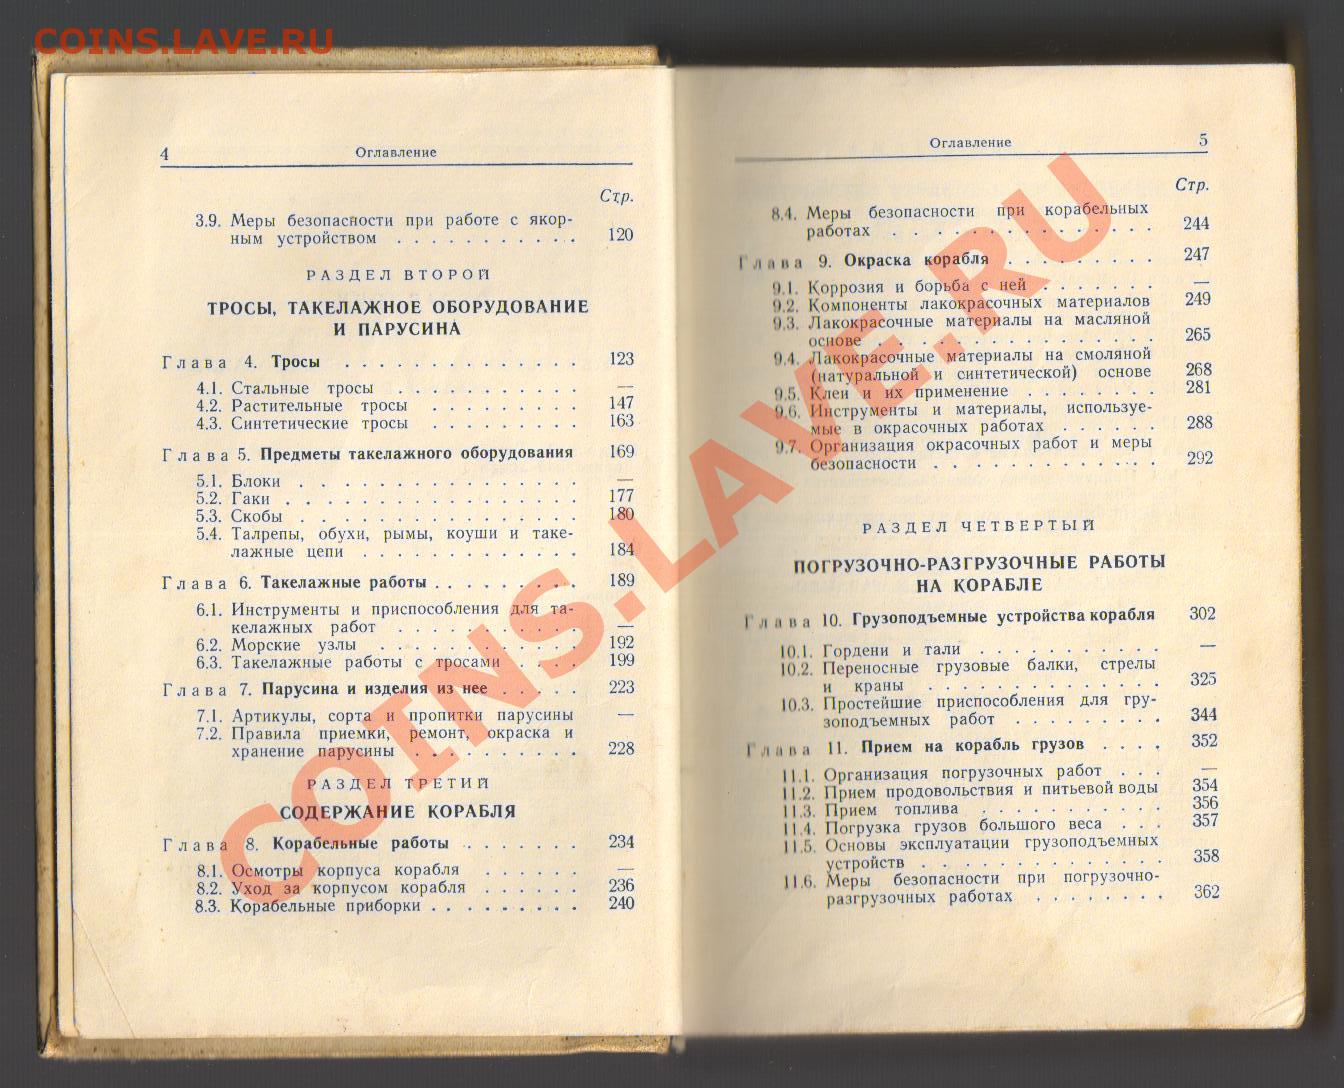 COINS.LAVE.RU
4 Оглавление
Стр.
3.9. Меры безопасности при работе с якор-
ным устройством . . . . . . . . . . . 120
РАЗДЕЛ ВТОРОЙ
ТРОСЫ, ТАКЕЛАЖНОЕ ОБОРУДОВАНИЕ
И ПАРУСИНА
Глава 4. Тросы . . . . . . . . . . . . . . 123
4.1. Стальные тросы . . . . . . . . . . —
4.2. Растительные тросы . . . . . . . . . 147
4.3. Синтетические тросы . . . . . . . . 163
Глава 5. Предметы такелажного оборудования 169
5.1. Блоки . . . . . . . . . . . . . . —
5.2. Гаки . . . . . . . . . . . . . . . 177
5.3. Скобы . . . . . . . . . . . . . . 180
5.4. Талрепы, обухи, рымы, коуши и таке-
лажные цепи . . . . . . . . . . . . 184
Глава 6. Такелажные работы . . . . . . . . . 189
6.1. Инструменты и приспособления для та-
келажных работ . . . . . . . . . . —
6.2. Морские узлы . . . . . . . . . . . 192
6.3. Такелажные работы с тросами . . . . 199
Глава 7. Парусина и изделия из нее . . . . . 223
7.1. Артикулы, сорта и пропитки парусины —
7.2. Правила приемки, ремонт, окраска и
хранение парусины . . . . . . . . . 228
РАЗДЕЛ ТРЕТИЙ
СОДЕРЖАНИЕ КОРАБЛЯ
Глава 8. Корабельные работы . . . . . . . 234
8.1. Осмотры корпуса корабля . . . . . . —
8.2. Уход за корпусом корабля . . . . . . 236
8.3. Корабельные приборки . . . . . . . . . 240
Оглавление 5
Стр.
8.4. Меры безопасности при корабельных
работах . . . . . . . . . . . . . . 244
Глава 9. Окраска корабля . . . . . . . . . 247
9.1. Коррозия и борьба с ней . . . . . . . —
9.2. Компоненты лакокрасочных материалов 249
9.3. Лакокрасочные материалы на масляной
основе . . . . . . . . . . . . . . . 265
9.4. Лакокрасочные материалы на смоляной
(натуральной и синтетической) основе 268
9.5. Клеи и их применение . . . . . . . . 281
9.6. Инструменты и материалы, используе-
мые в окрасочных работах . . . . . . 288
9.7. Организация окрасочных работ и меры
безопасности . . . . . . . . . . . . 292
РАЗДЕЛ ЧЕТВЕРТЫЙ
ПОГРУЗОЧНО-РАЗГРУЗОЧНЫЕ РАБОТЫ
НА КОРАБЛЕ
Глава 10. Грузоподъемные устройства корабля 302
10.1. Гордени и тали . . . . . . . . . . —
10.2. Переносные грузовые балки, стрелы
и краны . . . . . . . . . . . . . 325
10.3. Простейшие приспособления для гру-
зоподъемных работ . . . . . . . . . 344
Глава 11. Прием на корабль грузов . . . . 352
11.1. Организация погрузочных работ . . . —
11.2. Прием продовольствия и питьевой воды 354
11.3. Прием топлива . . . . . . . . . . 356
11.4. Погрузка грузов большого веса . . . 357
11.5. Основы эксплуатации грузоподъемных
устройств . . . . . . . . . . . . . 358
11.6. Меры безопасности при погрузочно-
разгрузочных работах . . . . . . . . 362
COINS.LAVE.RU